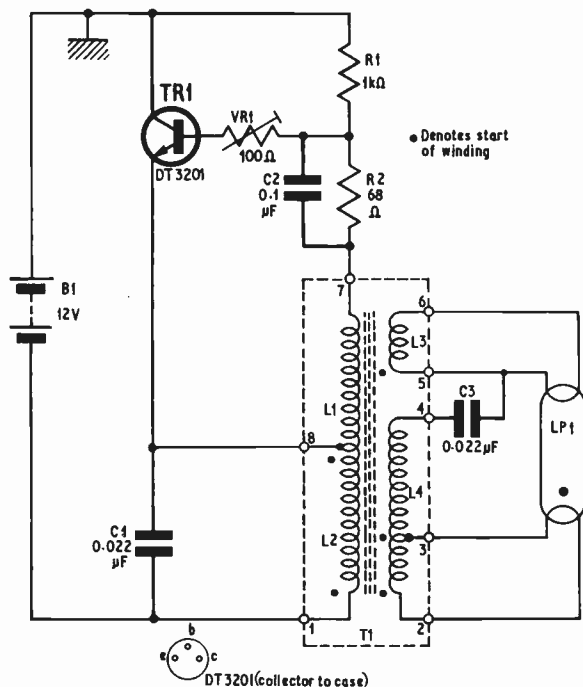 R1
1kΩ
TR1
VR1
100Ω
DT3201
• Denotes start
of winding
C2
0.1
µF
R2
68
Ω
B1
12V
7
6
L3
5
4
C3
0.022µF
LP1
L1
8
L4
3
C1
0.022
µF
L2
1
T1
2
b
e
c
DT3201(collector to case)